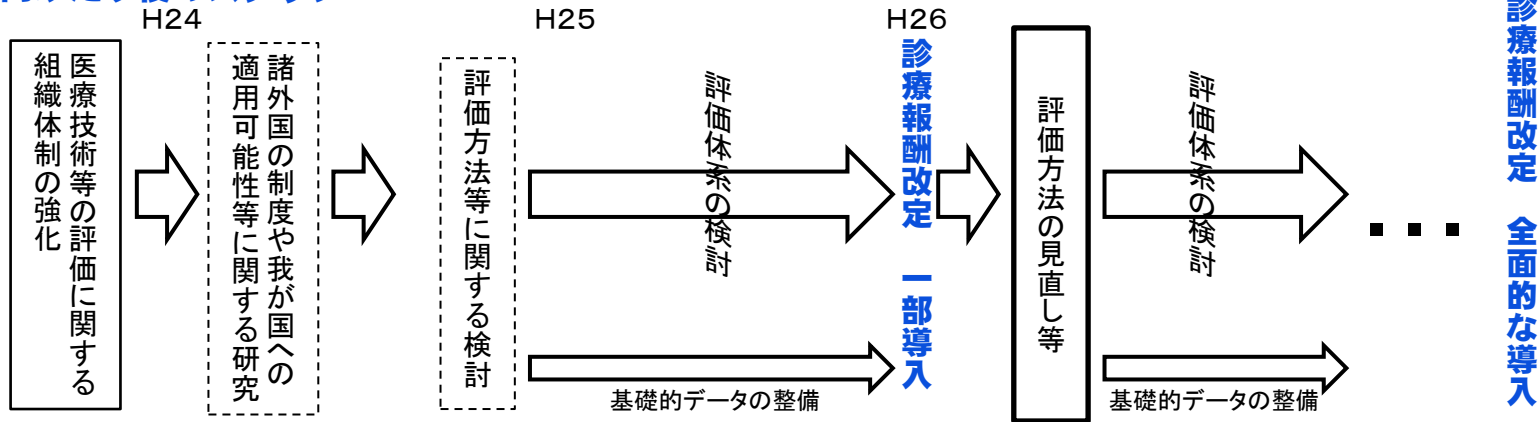 H24
H25
H26
医療技術等の評価に関する
組織体制の強化
諸外国の制度や我が国への
適用可能性等に関する研究
評価方法等に関する検討
評価体系の検討
基礎的データの整備
診療報酬改定 一部導入
評価方法の見直し等
評価体系の検討
基礎的データの整備
・・・
診療報酬改定 全面的な導入